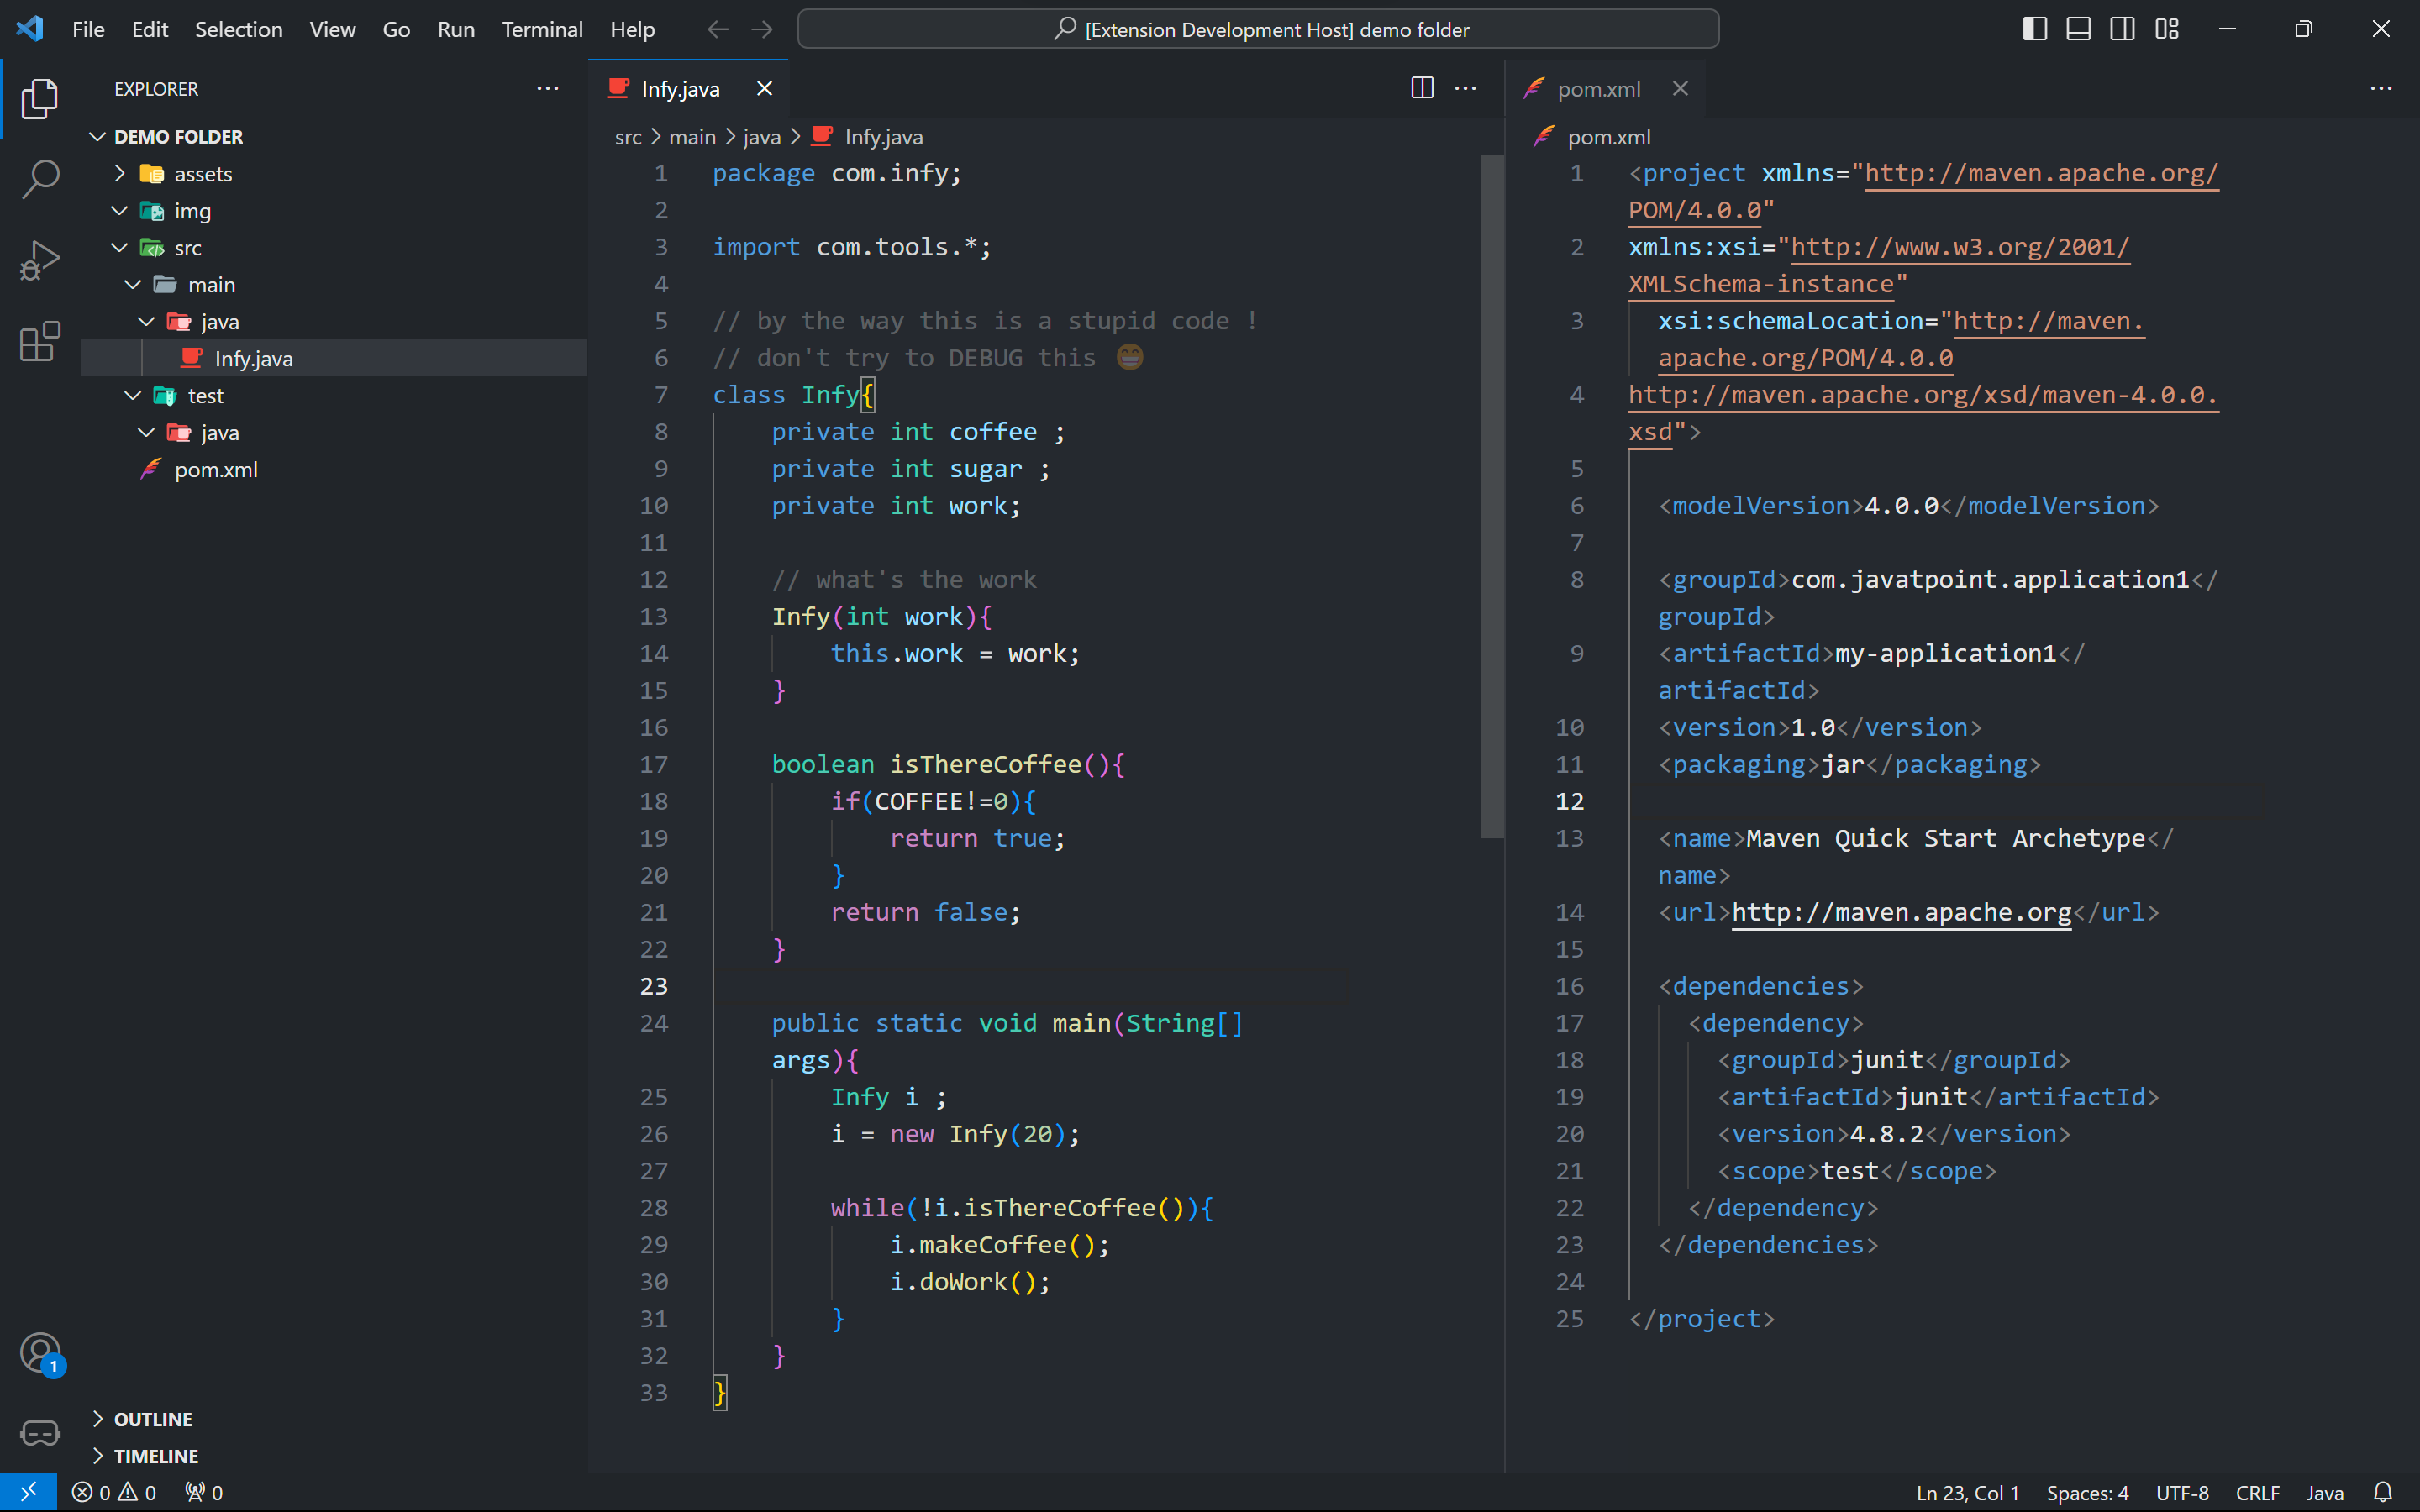 File Edit Selection View Go Run Terminal Help
[Extension Development Host] demo folder
EXPLORER
DEMO FOLDER
assets
img
src
main
java
Infy.java
test
java
pom.xml
OUTLINE
TIMELINE
1
Infy.java
src > main > java > Infy.java
1 package com.infy;
2
3 import com.tools.*;
4
5 // by the way this is a stupid code !
6 // don't try to DEBUG this 😁
7 class Infy{
8 private int coffee ;
9 private int sugar ;
10 private int work;
11
12 // what's the work
13 Infy(int work){
14 this.work = work;
15 }
16
17 boolean isThereCoffee(){
18 if(COFFEE!=0){
19 return true;
20 }
21 return false;
22 }
23
24 public static void main(String[]
args){
25 Infy i ;
26 i = new Infy(20);
27
28 while(!i.isThereCoffee()){
29 i.makeCoffee();
30 i.doWork();
31 }
32 }
33 }
pom.xml
pom.xml
1 <project xmlns="http://maven.apache.org/
POM/4.0.0"
2 xmlns:xsi="http://www.w3.org/2001/
XMLSchema-instance"
3 xsi:schemaLocation="http://maven.
apache.org/POM/4.0.0
4 http://maven.apache.org/xsd/maven-4.0.0.
xsd">
5
6 <modelVersion>4.0.0</modelVersion>
7
8 <groupId>com.javatpoint.application1</
groupId>
9 <artifactId>my-application1</
artifactId>
10 <version>1.0</version>
11 <packaging>jar</packaging>
12
13 <name>Maven Quick Start Archetype</
name>
14 <url>http://maven.apache.org</url>
15
16 <dependencies>
17 <dependency>
18 <groupId>junit</groupId>
19 <artifactId>junit</artifactId>
20 <version>4.8.2</version>
21 <scope>test</scope>
22 </dependency>
23 </dependencies>
24
25 </project>
0 0 0
Ln 23, Col 1 Spaces: 4 UTF-8 CRLF Java